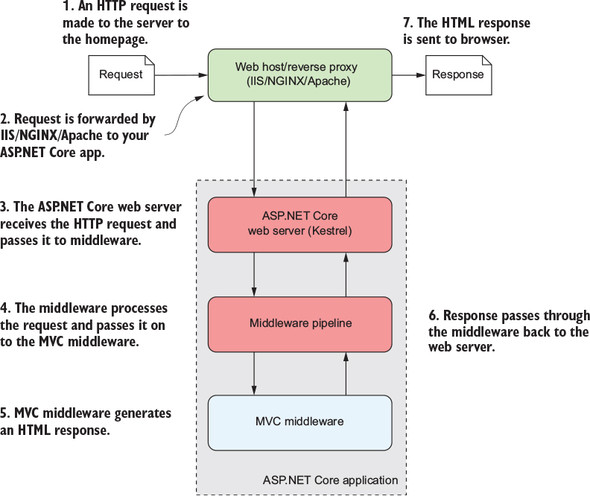 1. An HTTP request is
made to the server to
the homepage.
7. The HTML response
is sent to browser.
Request
Web host/reverse proxy
(IIS/NGINX/Apache)
Response
2. Request is forwarded by
IIS/NGINX/Apache to your
ASP.NET Core app.
3. The ASP.NET Core web server
receives the HTTP request and
passes it to middleware.
ASP.NET Core
web server (Kestrel)
4. The middleware processes
the request and passes it on
to the MVC middleware.
Middleware pipeline
6. Response passes through
the middleware back to the
web server.
5. MVC middleware generates
an HTML response.
MVC middleware
ASP.NET Core application